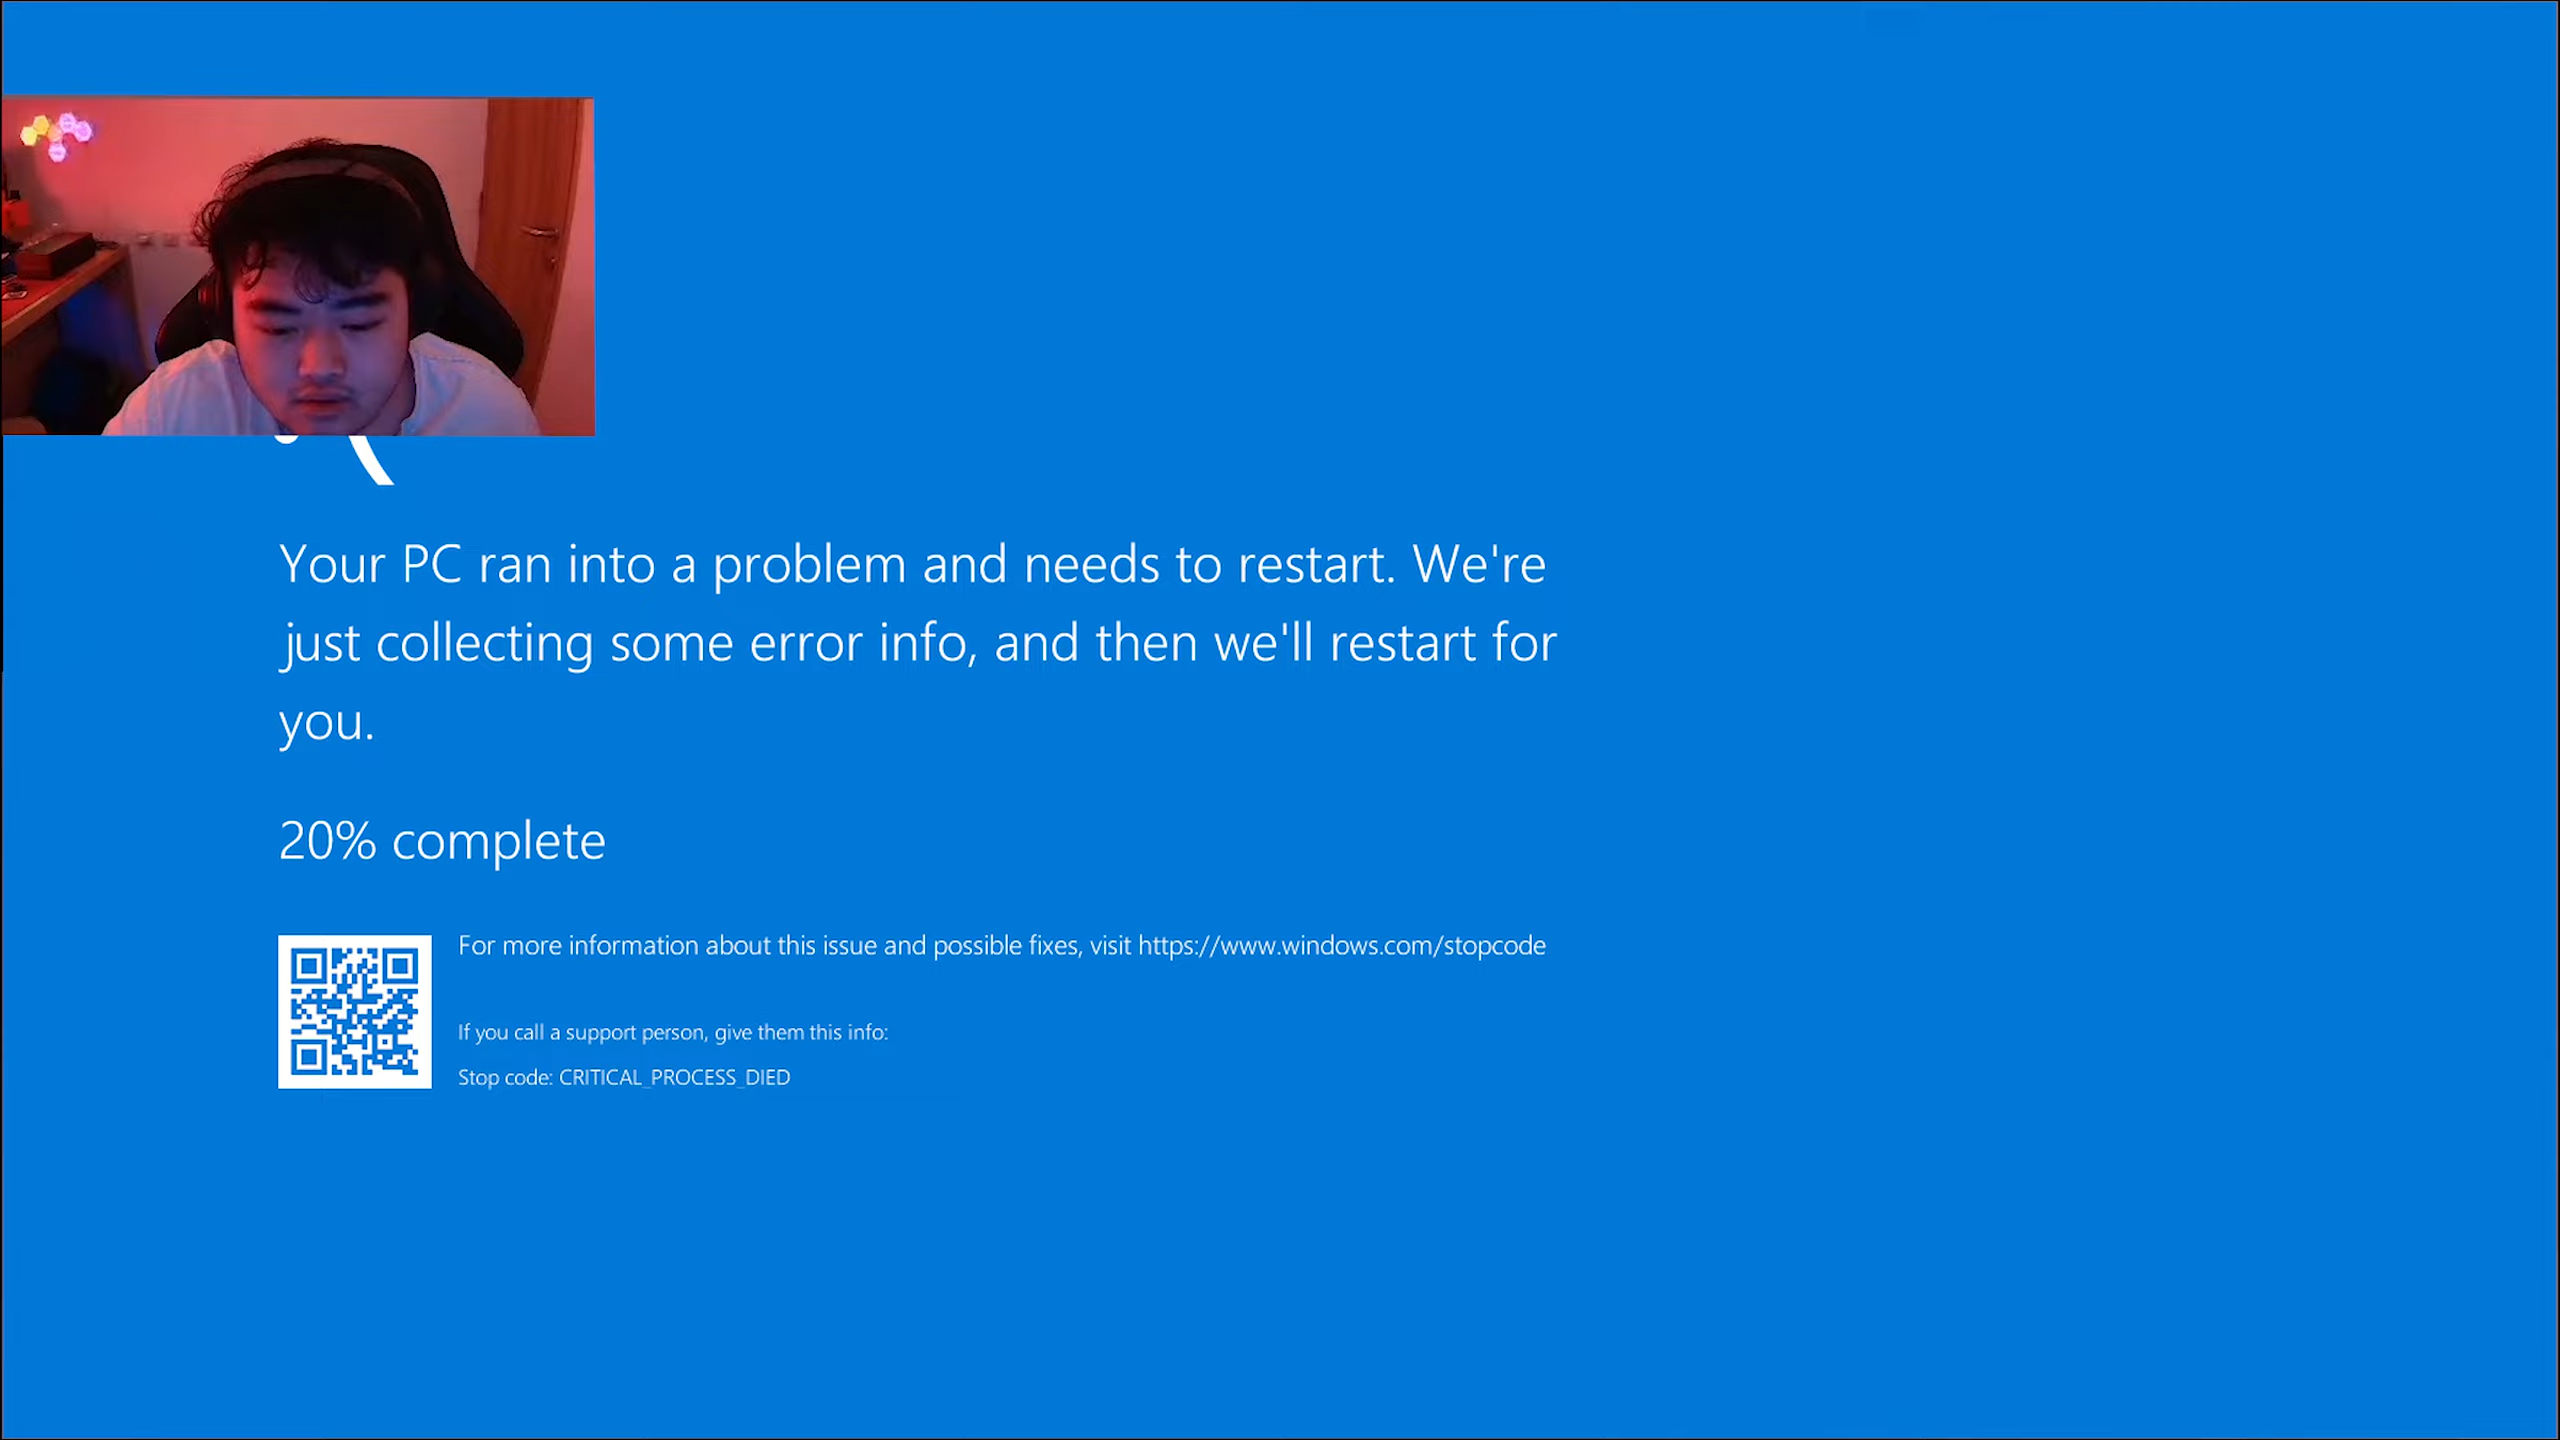 :(
Your PC ran into a problem and needs to restart. We're
just collecting some error info, and then we'll restart for
you.
20% complete
For more information about this issue and possible fixes, visit https://www.windows.com/stopcode
If you call a support person, give them this info:
Stop code: CRITICAL_PROCESS_DIED